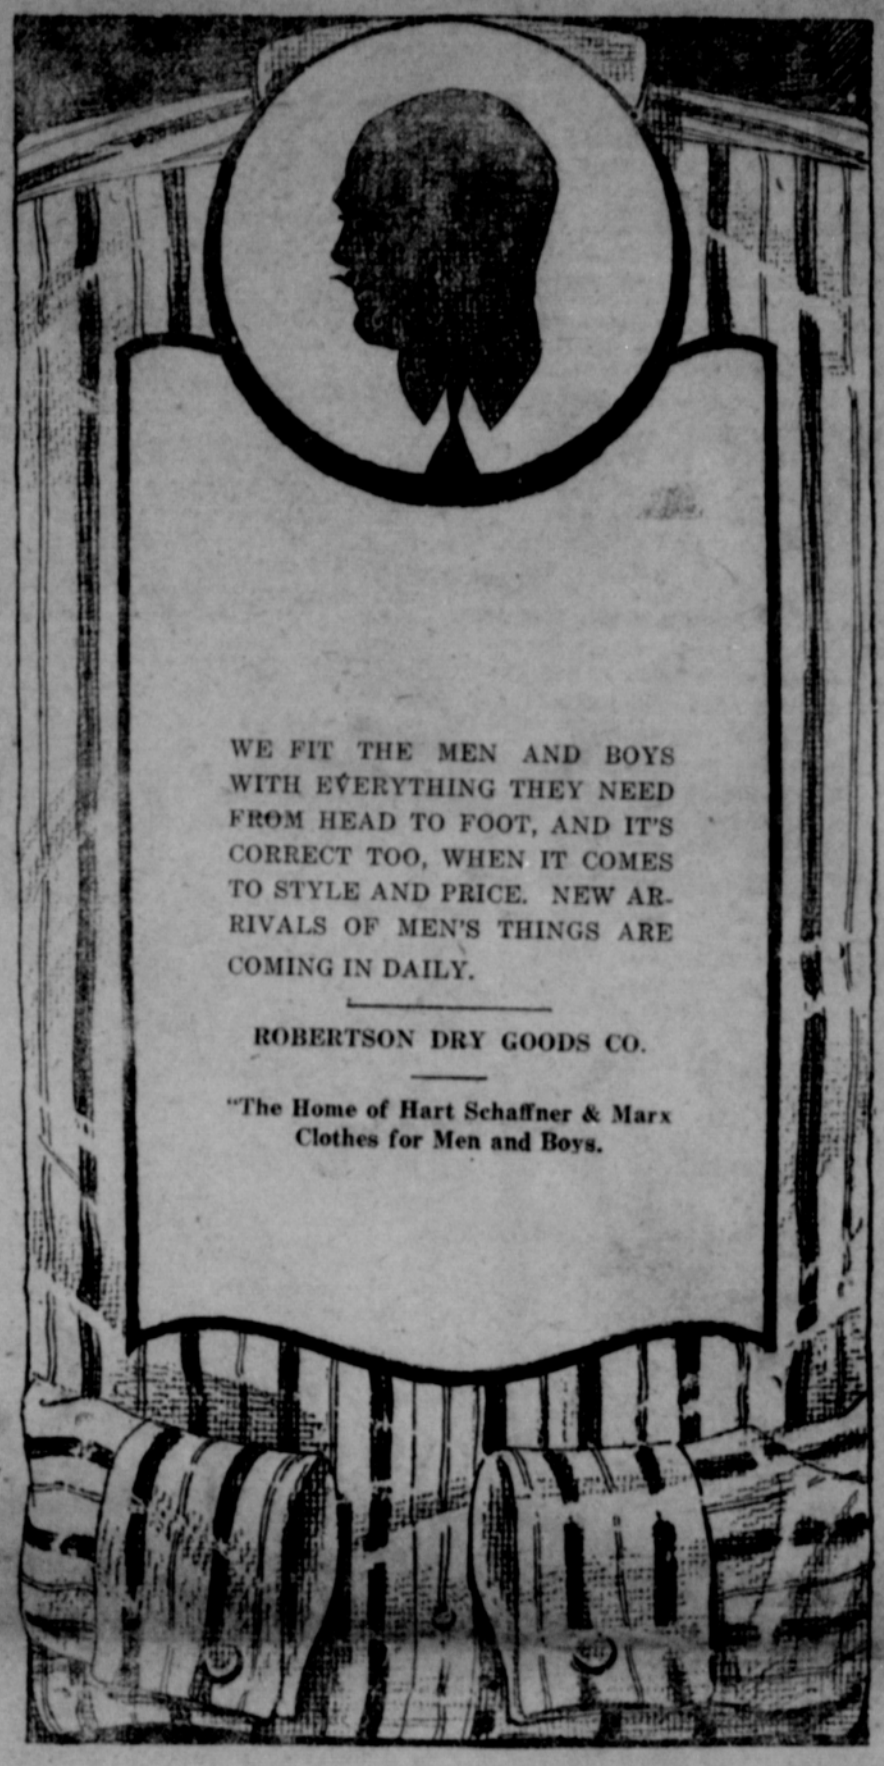 WE FIT THE MEN AND BOYS
WITH EVERYTHING THEY NEED
FROM HEAD TO FOOT, AND IT'S
CORRECT TOO, WHEN IT COMES
TO STYLE AND PRICE. NEW AR-
RIVALS OF MEN'S THINGS ARE
COMING IN DAILY.
ROBERTSON DRY GOODS CO.
"The Home of Hart Schaffner & Marx
Clothes for Men and Boys.